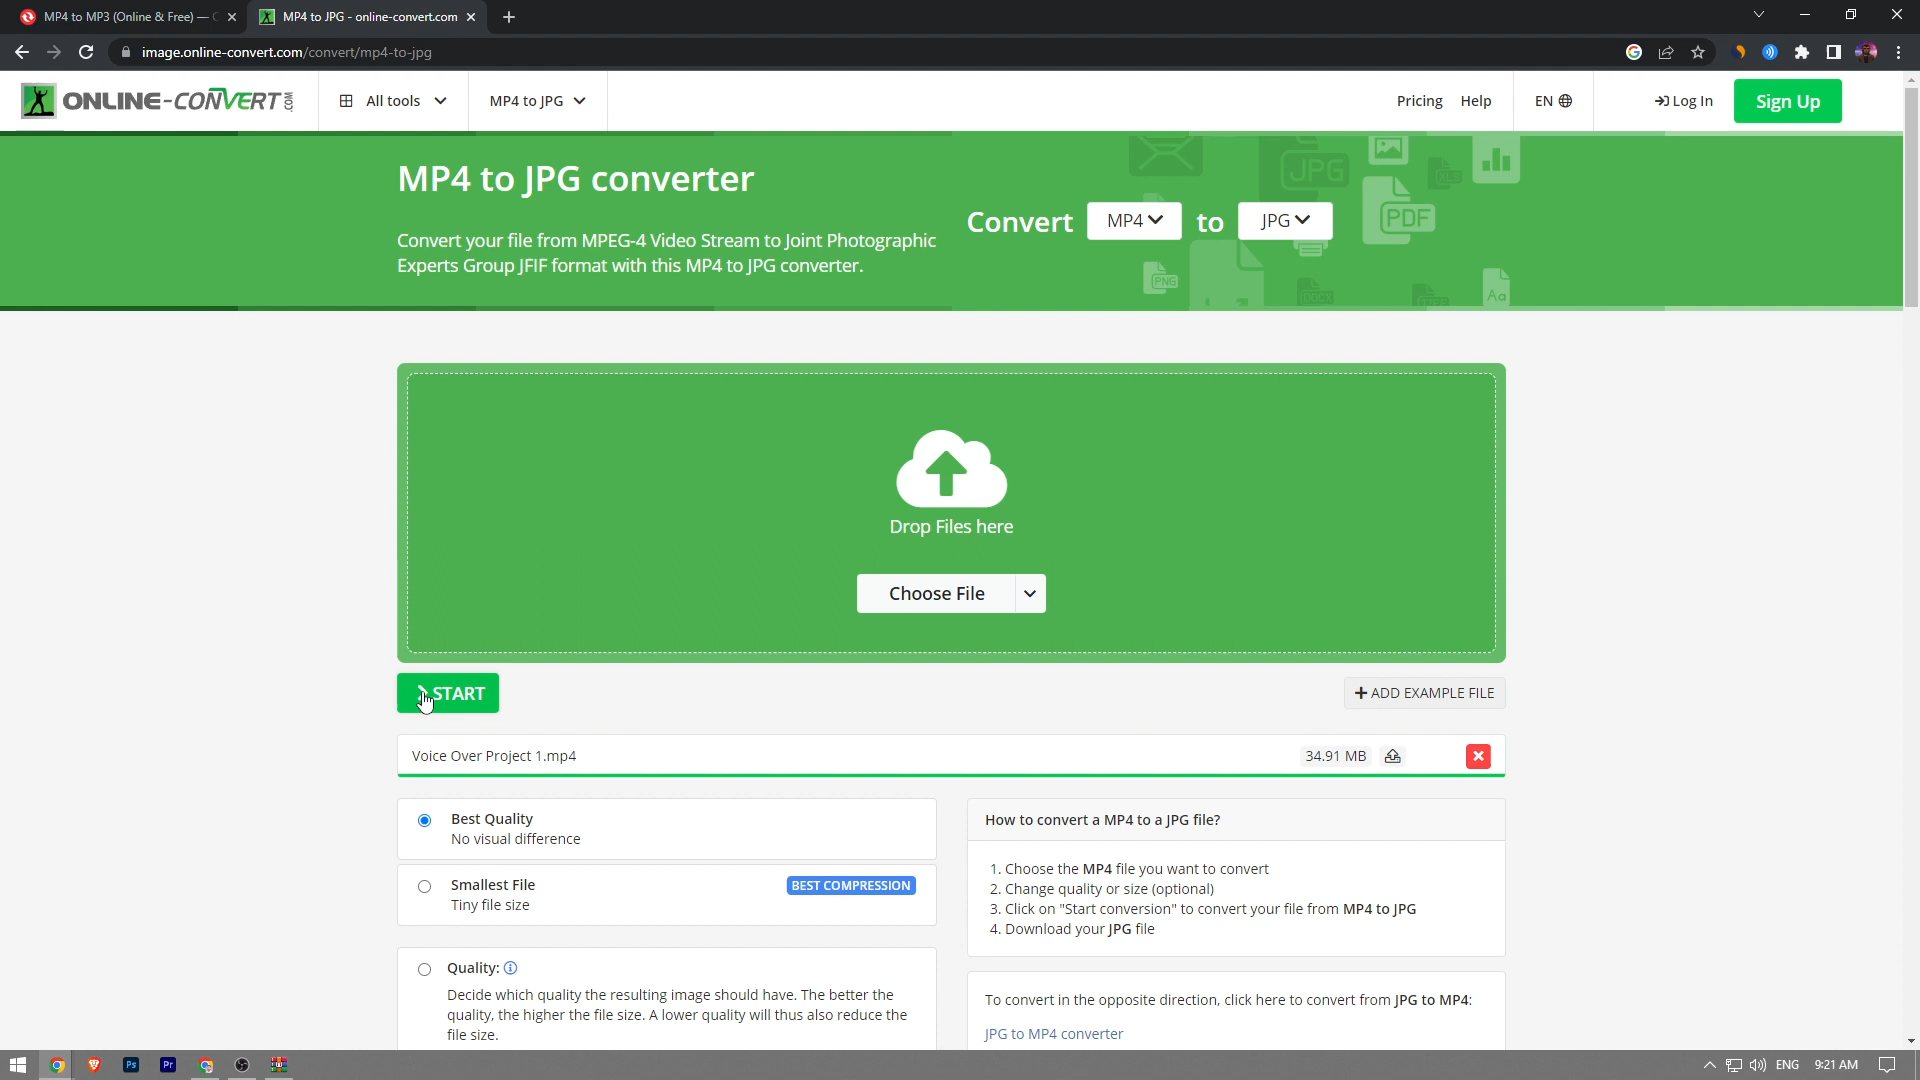 MP4 to MP3 (Online & Free) —
MP4 to JPG - online-convert.com
image.online-convert.com/convert/mp4-to-jpg
ONLINE-CONVERT.COM
All tools
MP4 to JPG
Pricing
Help
EN
Log In
Sign Up
MP4 to JPG converter
Convert your file from MPEG-4 Video Stream to Joint Photographic
Experts Group JFIF format with this MP4 to JPG converter.
Convert MP4 to JPG
JPG
XLS
PDF
PNG
DOCX
Aa
Drop Files here
Choose File
START
+ ADD EXAMPLE FILE
Voice Over Project 1.mp4
34.91 MB
Best Quality
No visual difference
Smallest File
BEST COMPRESSION
Tiny file size
Quality:
Decide which quality the resulting image should have. The better the
quality, the higher the file size. A lower quality will thus also reduce the
file size.
How to convert a MP4 to a JPG file?
1. Choose the MP4 file you want to convert
2. Change quality or size (optional)
3. Click on "Start conversion" to convert your file from MP4 to JPG
4. Download your JPG file
To convert in the opposite direction, click here to convert from JPG to MP4:
JPG to MP4 converter
Ps
Pr
ENG
9:21 AM